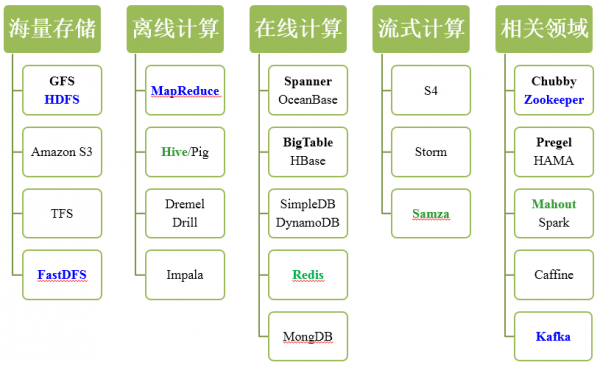 海量存储
GFS
HDFS
Amazon S3
TFS
FastDFS
离线计算
MapReduce
Hive/Pig
Dremel
Drill
Impala
在线计算
Spanner
OceanBase
BigTable
HBase
SimpleDB
DynamoDB
Redis
MongDB
流式计算
S4
Storm
Samza
相关领域
Chubby
Zookeeper
Pregel
HAMA
Mahout
Spark
Caffine
Kafka